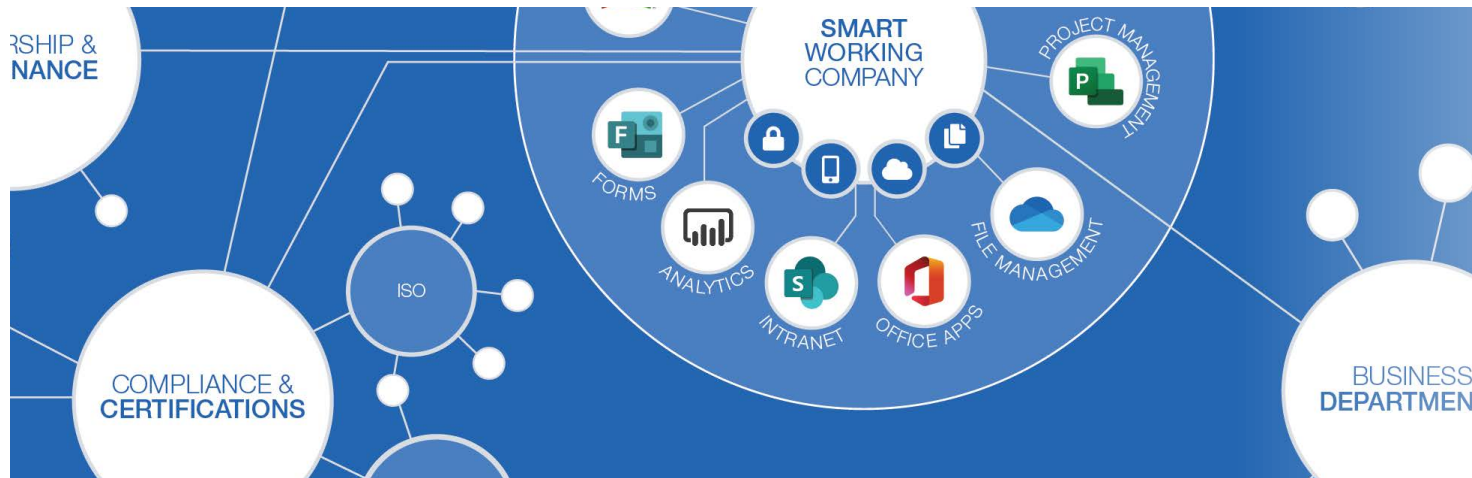 RSHIP &
NANCE
SMART
WORKING
COMPANY
PROJECT MANAGEMENT
P
F
FORMS
ANALYTICS
S
INTRANET
OFFICE APPS
FILE MANAGEMENT
ISO
COMPLIANCE &
CERTIFICATIONS
BUSINESS
DEPARTMEN